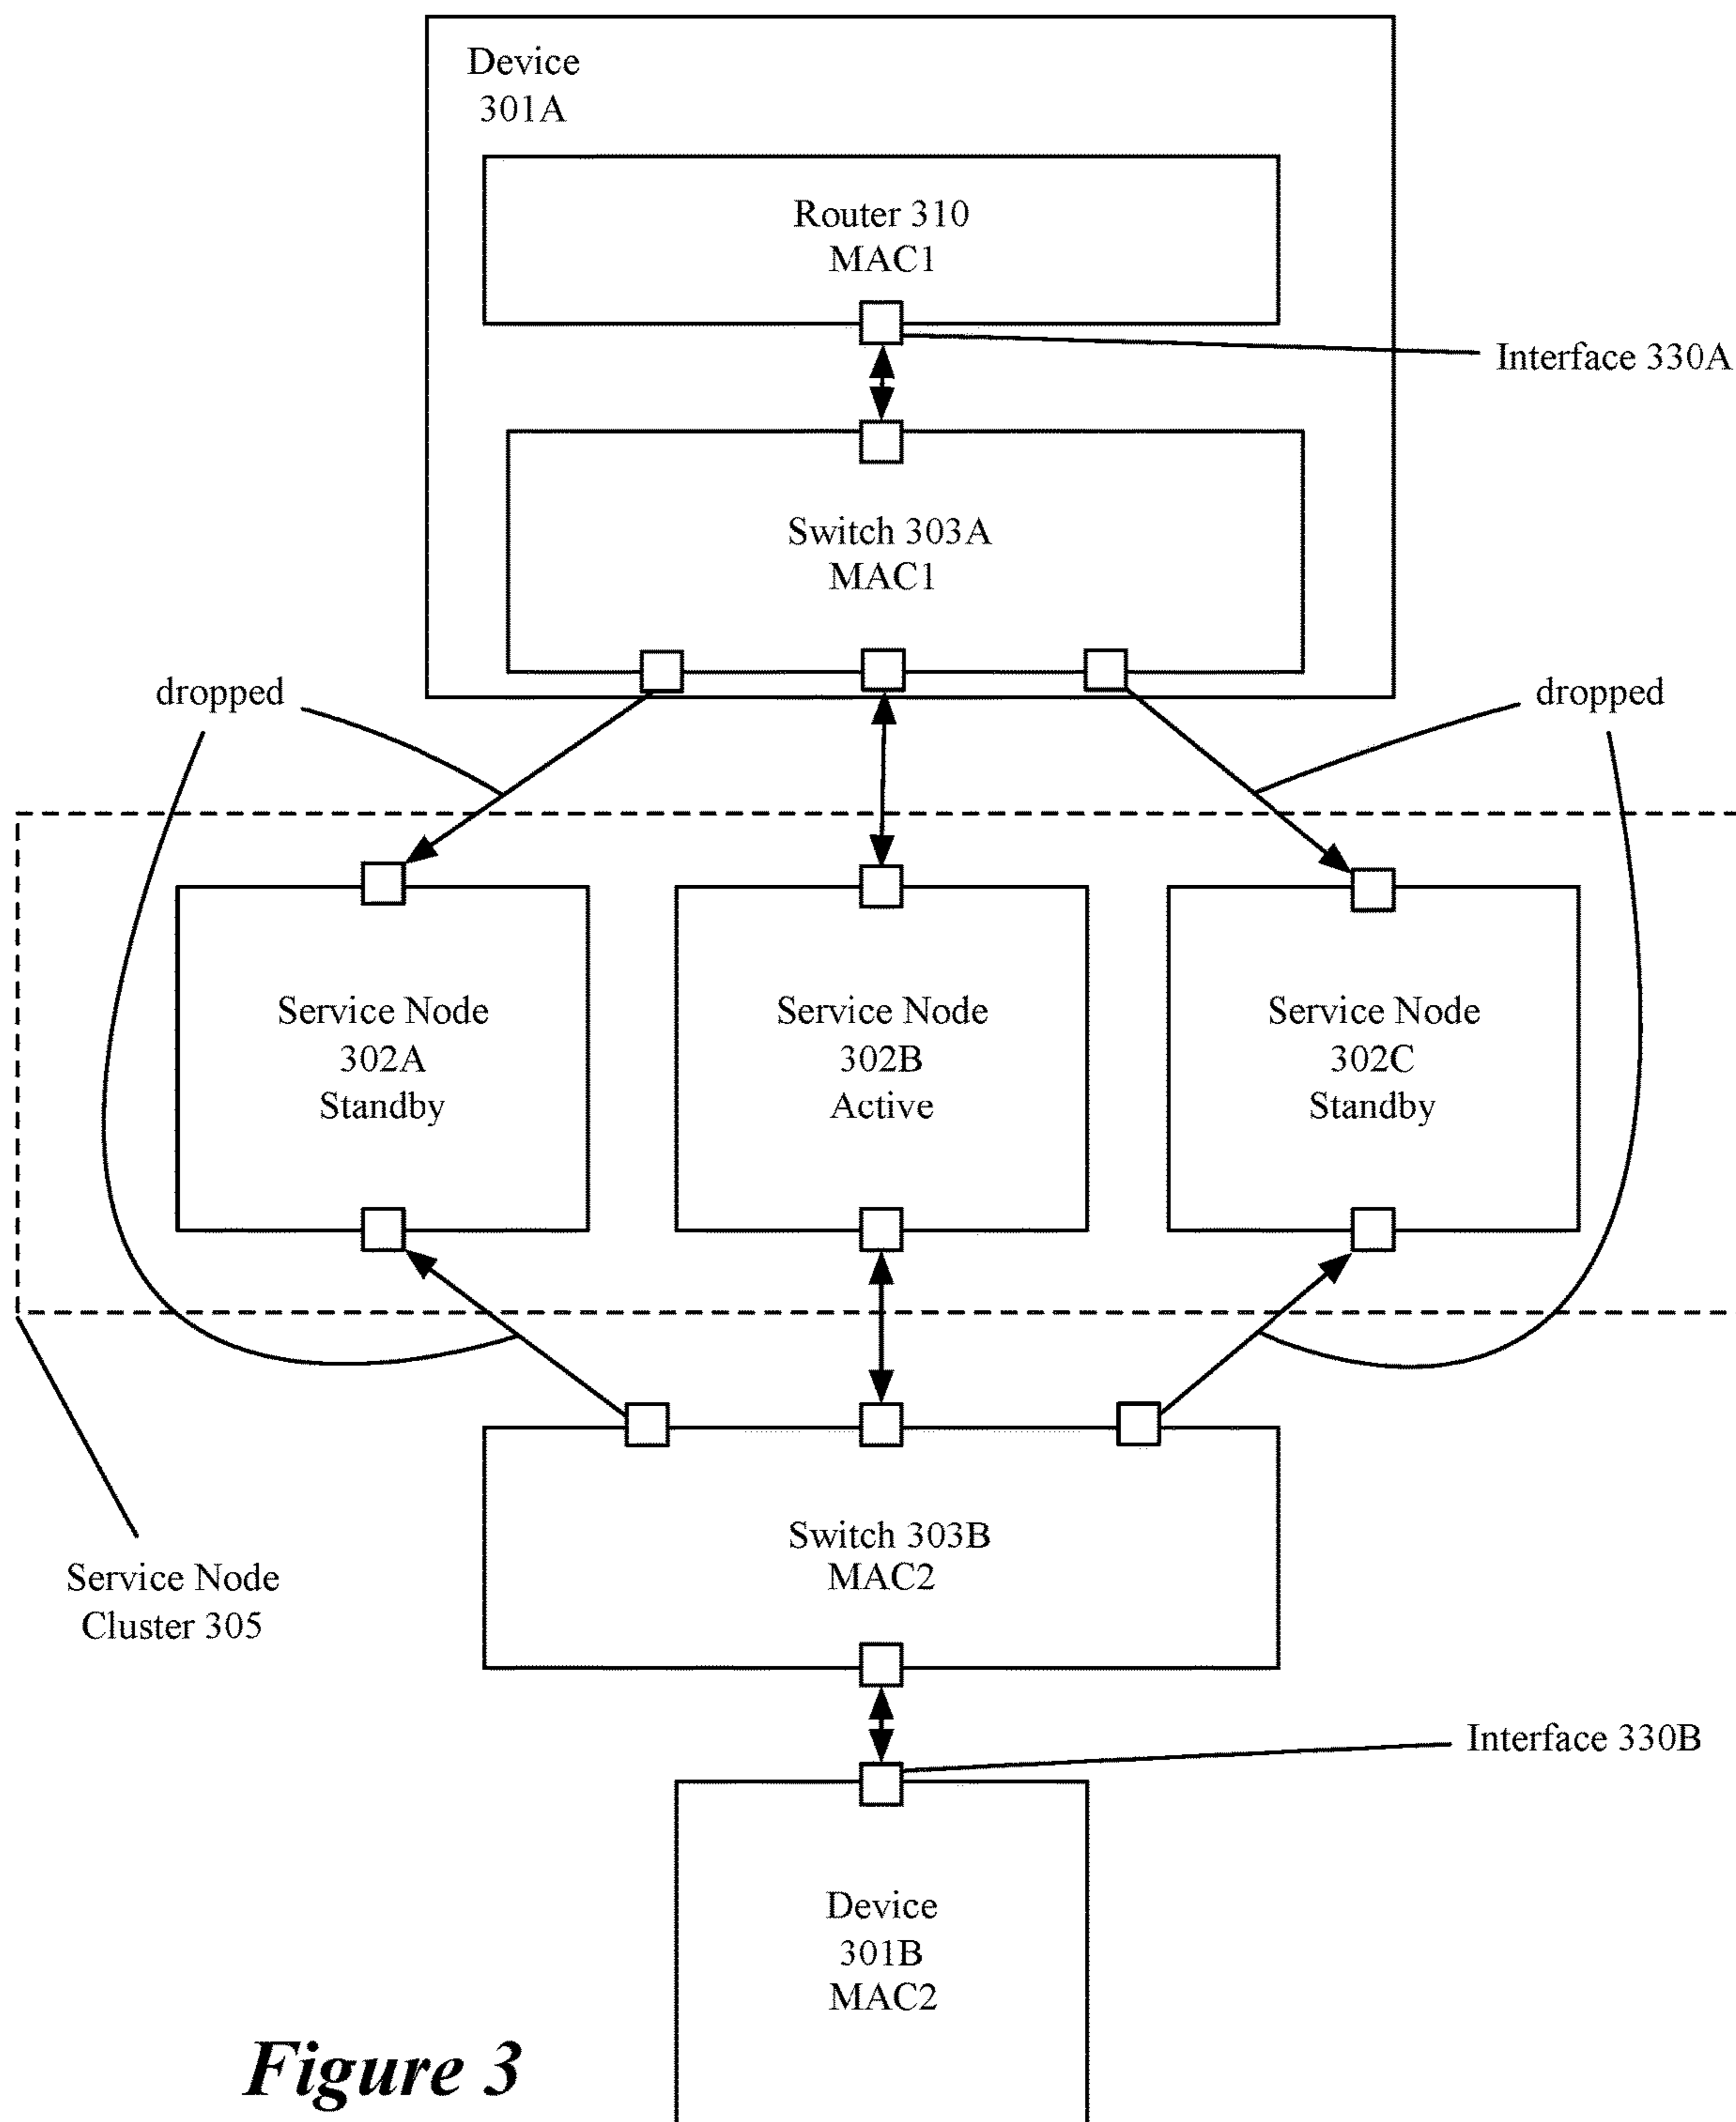 Device
301A
Router 310
MAC1
Interface 330A
Switch 303A
MAC1
dropped
dropped
Service Node
302A
Standby
Service Node
302B
Active
Service Node
302C
Standby
Switch 303B
MAC2
Service Node
Cluster 305
Interface 330B
Device
301B
MAC2
Figure 3